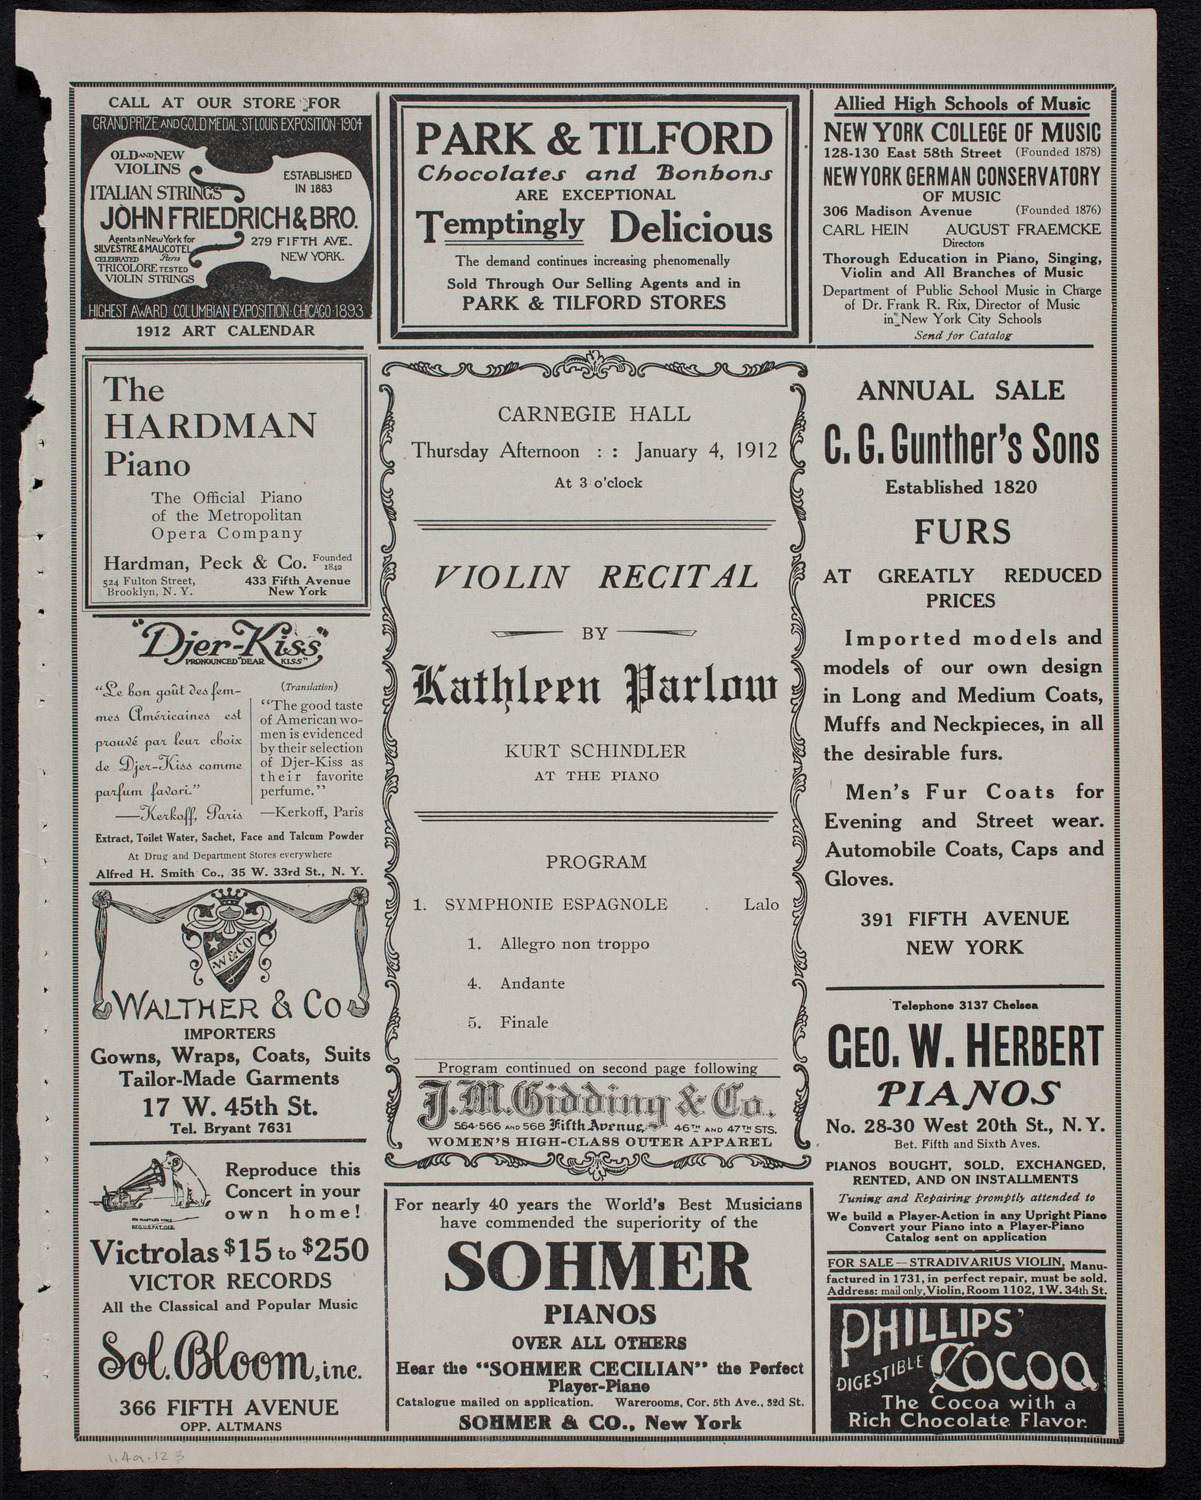 CALL AT OUR STORE FOR
GRAND PRIZE AND GOLD MEDAL · ST LOUIS EXPOSITION · 1904
OLD AND NEW
VIOLINS
ESTABLISHED
IN 1883
ITALIAN STRINGS
JOHN FRIEDRICH & BRO.
Agents in New York for
SILVESTRE & MAUCOTEL
CELEBRATED Paris
TRICOLORE TESTED
VIOLIN STRINGS
279 FIFTH AVE.
NEW YORK.
HIGHEST AWARD COLUMBIAN EXPOSITION · CHICAGO · 1893
1912 ART CALENDAR
The
HARDMAN
Piano
The Official Piano
of the Metropolitan
Opera Company
Hardman, Peck & Co. Founded 1842
524 Fulton Street,
Brooklyn, N. Y.
433 Fifth Avenue
New York
"Djer-Kiss"
PRONOUNCED "DEAR KISS"
"Le bon goût des fem-
mes Américaines est
prouvé par leur choix
de Djer-Kiss comme
parfum favori."
—Kerkoff, Paris
(Translation)
"The good taste
of American wo-
men is evidenced
by their selection
of Djer-Kiss as
their favorite
perfume."
—Kerkoff, Paris
Extract, Toilet Water, Sachet, Face and Talcum Powder
At Drug and Department Stores everywhere
Alfred H. Smith Co., 35 W. 33rd St., N. Y.
W & CO
WALTHER & CO
IMPORTERS
Gowns, Wraps, Coats, Suits
Tailor-Made Garments
17 W. 45th St.
Tel. Bryant 7631
HIS MASTER'S VOICE
REG. U.S. PAT. OFF.
Reproduce this
Concert in your
own home!
Victrolas $15 to $250
VICTOR RECORDS
All the Classical and Popular Music
Sol. Bloom, inc.
366 FIFTH AVENUE
OPP. ALTMANS
PARK & TILFORD
Chocolates and Bonbons
ARE EXCEPTIONAL
Temptingly Delicious
The demand continues increasing phenomenally
Sold Through Our Selling Agents and in
PARK & TILFORD STORES
CARNEGIE HALL
Thursday Afternoon : : January 4, 1912
At 3 o'clock
VIOLIN RECITAL
BY
Kathleen Parlow
KURT SCHINDLER
AT THE PIANO
PROGRAM
1. SYMPHONIE ESPAGNOLE . Lalo
1. Allegro non troppo
4. Andante
5. Finale
Program continued on second page following
J. M. Gidding & Co.
564-566 AND 568 Fifth Avenue, 46TH AND 47TH STS.
WOMEN'S HIGH-CLASS OUTER APPAREL
For nearly 40 years the World's Best Musicians
have commended the superiority of the
SOHMER
PIANOS
OVER ALL OTHERS
Hear the "SOHMER CECILIAN" the Perfect
Player-Piano
Catalogue mailed on application. Warerooms, Cor. 5th Ave., 32d St.
SOHMER & CO., New York
Allied High Schools of Music
NEW YORK COLLEGE OF MUSIC
128-130 East 58th Street (Founded 1878)
NEW YORK GERMAN CONSERVATORY
OF MUSIC
306 Madison Avenue (Founded 1876)
CARL HEIN AUGUST FRAEMCKE
Directors
Thorough Education in Piano, Singing,
Violin and All Branches of Music
Department of Public School Music in Charge
of Dr. Frank R. Rix, Director of Music
in New York City Schools
Send for Catalog
ANNUAL SALE
C. G. Gunther's Sons
Established 1820
FURS
AT GREATLY REDUCED
PRICES
Imported models and
models of our own design
in Long and Medium Coats,
Muffs and Neckpieces, in all
the desirable furs.
Men's Fur Coats for
Evening and Street wear.
Automobile Coats, Caps and
Gloves.
391 FIFTH AVENUE
NEW YORK
Telephone 3137 Chelsea
GEO. W. HERBERT
PIANOS
No. 28-30 West 20th St., N. Y.
Bet. Fifth and Sixth Aves.
PIANOS BOUGHT, SOLD, EXCHANGED,
RENTED, AND ON INSTALLMENTS
Tuning and Repairing promptly attended to
We build a Player-Action in any Upright Piano
Convert your Piano into a Player-Piano
Catalog sent on application
FOR SALE—STRADIVARIUS VIOLIN, Manu-
factured in 1731, in perfect repair, must be sold.
Address: mail only, Violin, Room 1102, 1 W. 34th St.
PHILLIPS'
DIGESTIBLE COCOA
The Cocoa with a
Rich Chocolate Flavor.
1.4a.12 3